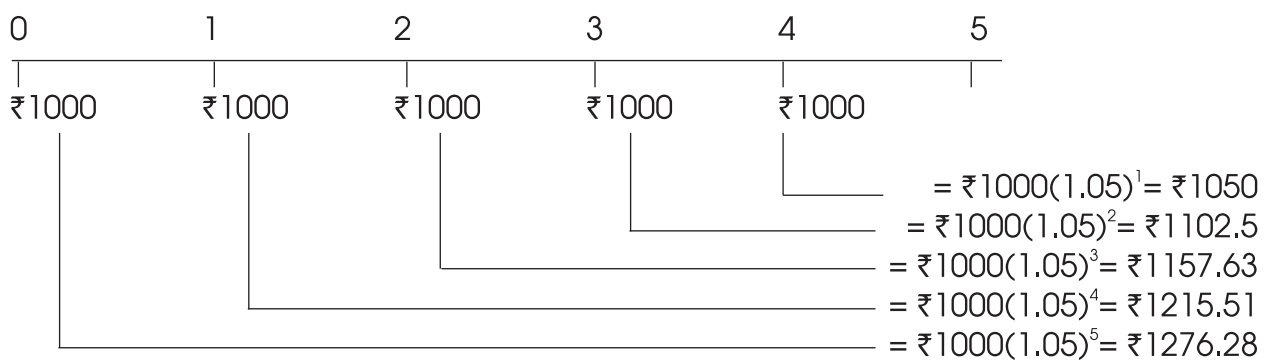 0 1 2 3 4 5
₹1000 ₹1000 ₹1000 ₹1000 ₹1000
= ₹1000(1.05)¹= ₹1050
= ₹1000(1.05)²= ₹1102.5
= ₹1000(1.05)³= ₹1157.63
= ₹1000(1.05)⁴= ₹1215.51
= ₹1000(1.05)⁵= ₹1276.28